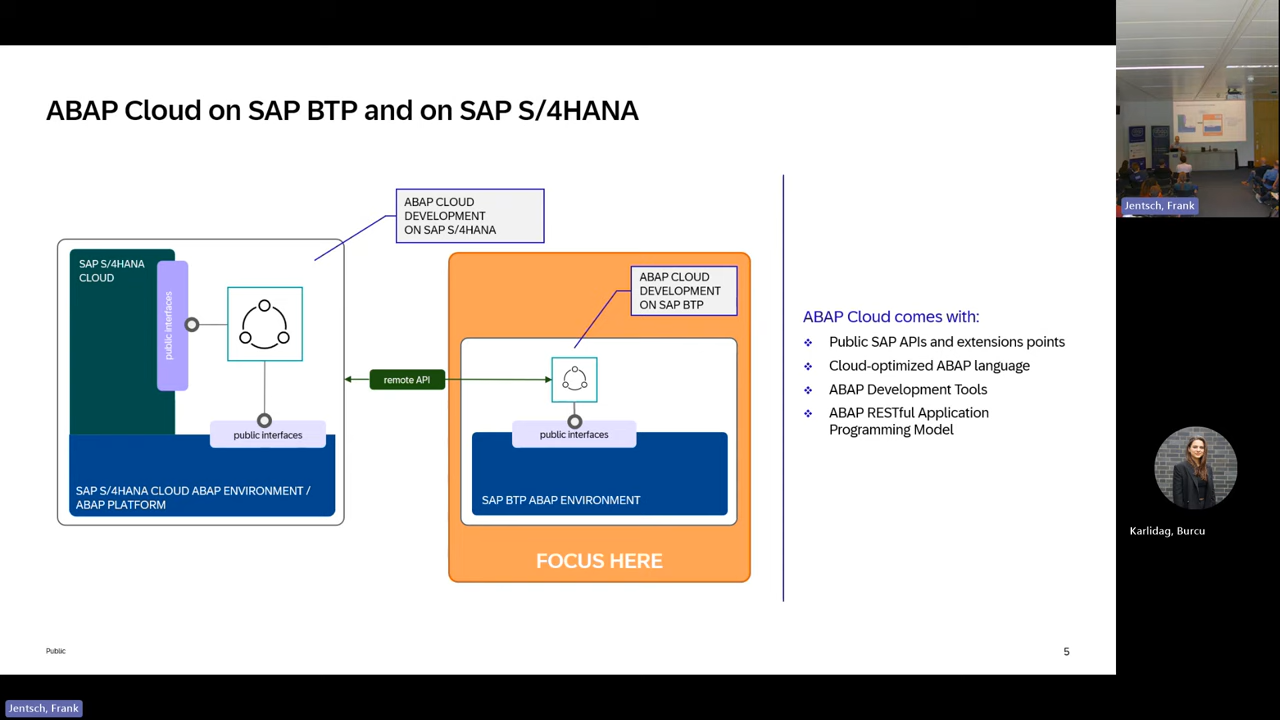 ABAP Cloud on SAP BTP and on SAP S/4HANA
ABAP CLOUD
DEVELOPMENT
ON SAP S/4HANA
SAP S/4HANA
CLOUD
public interfaces
public interfaces
SAP S/4HANA CLOUD ABAP ENVIRONMENT /
ABAP PLATFORM
remote API
ABAP CLOUD
DEVELOPMENT
ON SAP BTP
public interfaces
SAP BTP ABAP ENVIRONMENT
FOCUS HERE
ABAP Cloud comes with:
Public SAP APIs and extensions points
Cloud-optimized ABAP language
ABAP Development Tools
ABAP RESTful Application
Programming Model
Public
5
Jentsch, Frank
Karlidag, Burcu
Jentsch, Frank